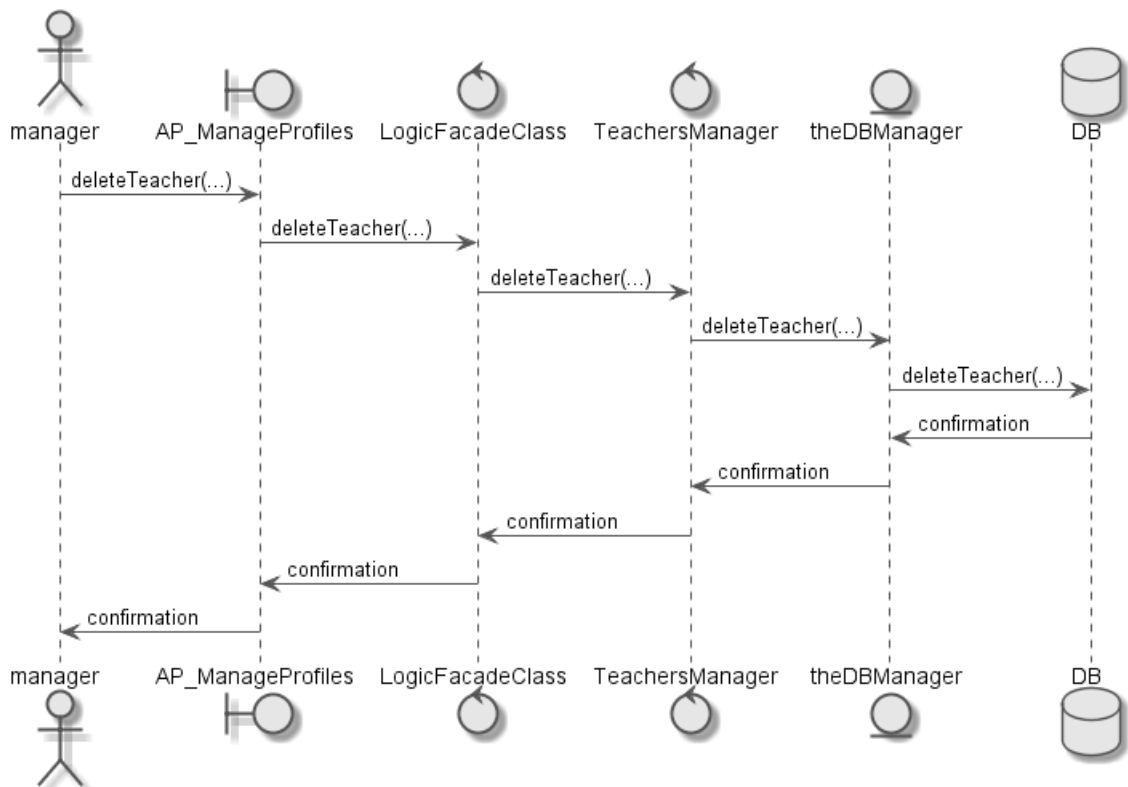 manager
AP_ManageProfiles
LogicFacadeClass
TeachersManager
theDBManager
DB
deleteTeacher(...)
deleteTeacher(...)
deleteTeacher(...)
deleteTeacher(...)
deleteTeacher(...)
confirmation
confirmation
confirmation
confirmation
confirmation
manager
AP_ManageProfiles
LogicFacadeClass
TeachersManager
theDBManager
DB